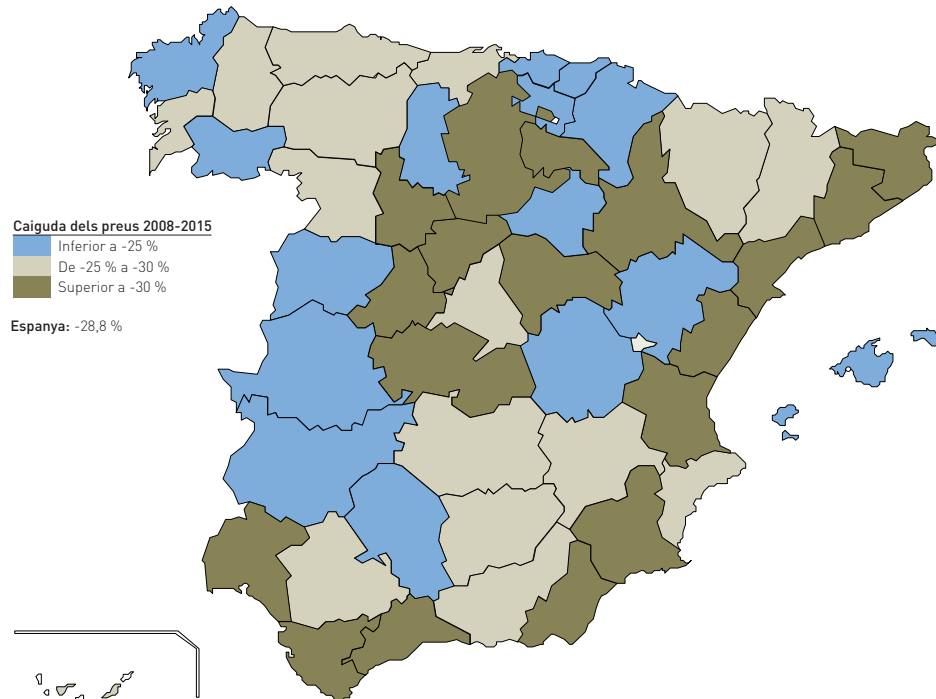 Caiguda dels preus 2008-2015
Inferior a -25 %
De -25 % a -30 %
Superior a -30 %
Espanya: -28,8 %